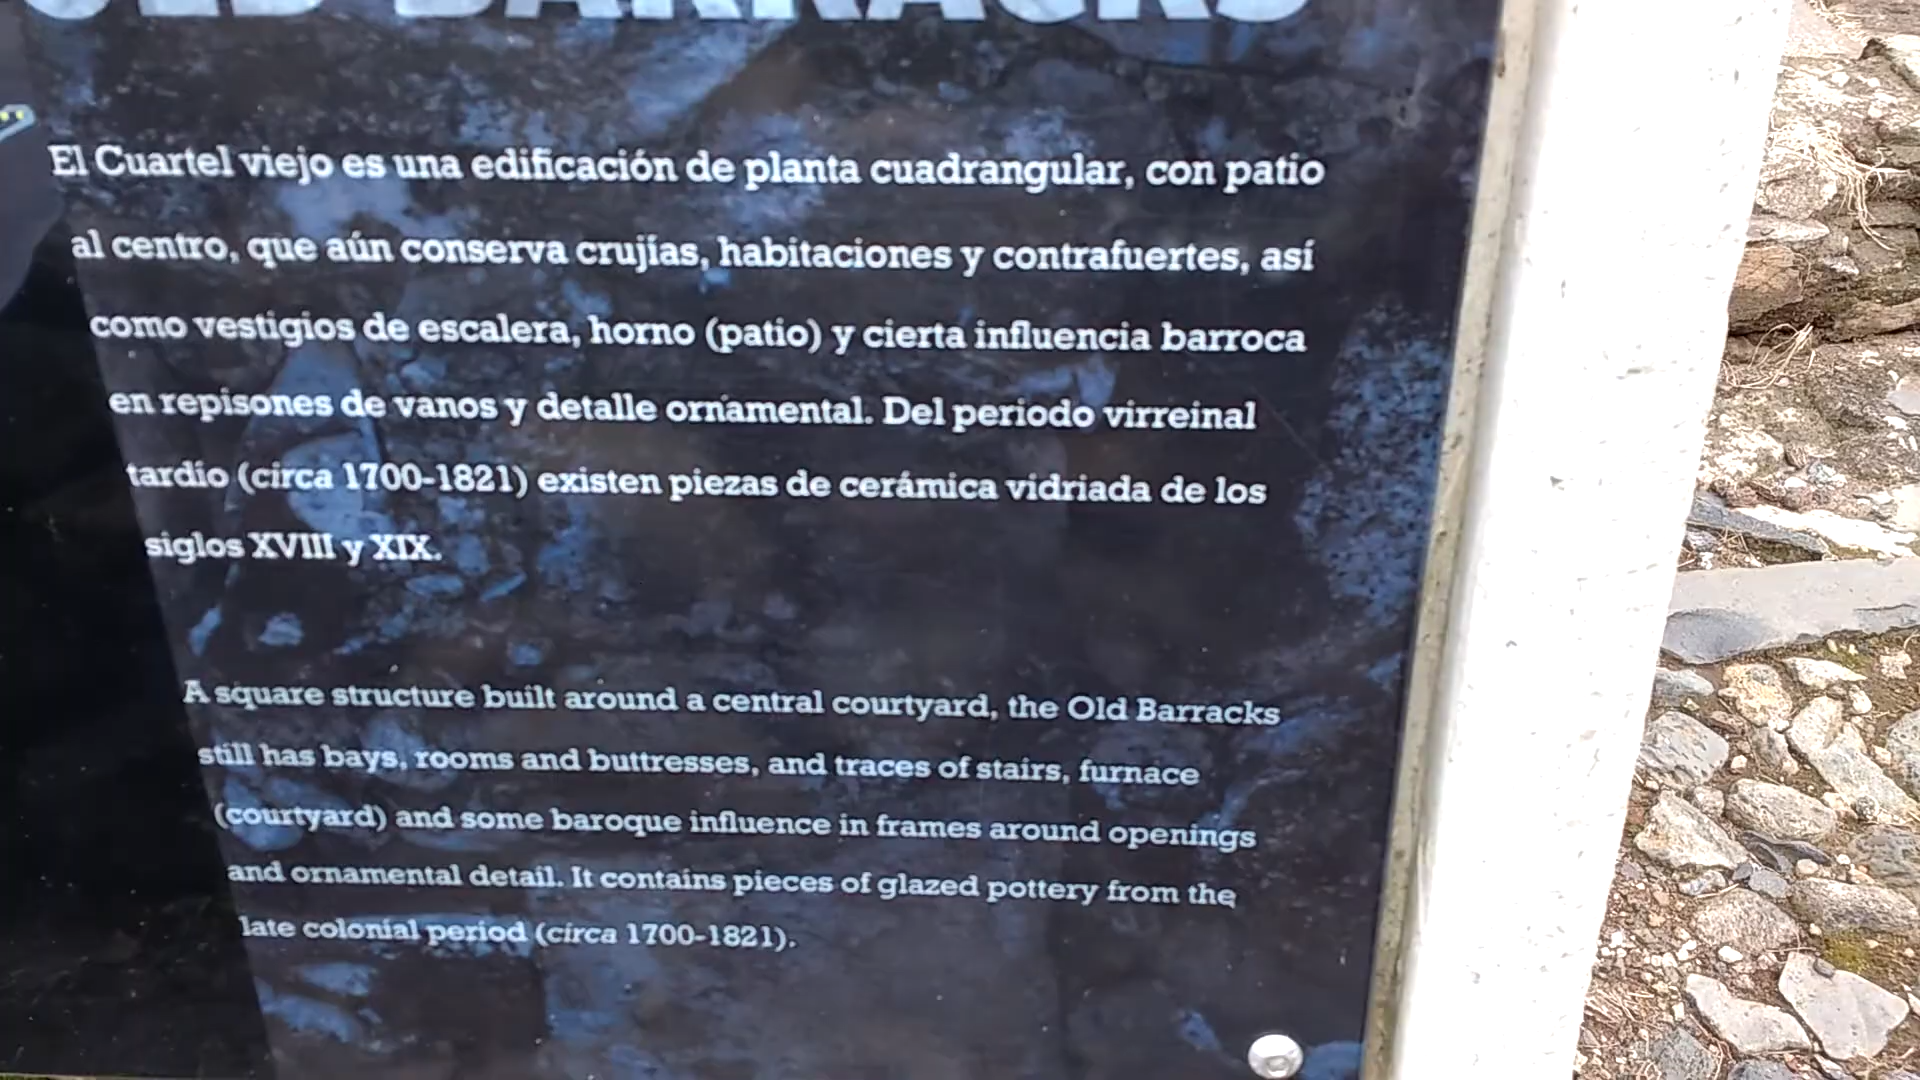 OLD BARRACKS
El Cuartel viejo es una edificación de planta cuadrangular, con patio
al centro, que aún conserva crujías, habitaciones y contrafuertes, así
como vestigios de escalera, horno (patio) y cierta influencia barroca
en repisones de vanos y detalle ornamental. Del periodo virreinal
tardío (circa 1700-1821) existen piezas de cerámica vidriada de los
siglos XVIII y XIX.
A square structure built around a central courtyard, the Old Barracks
still has bays, rooms and buttresses, and traces of stairs, furnace
(courtyard) and some baroque influence in frames around openings
and ornamental detail. It contains pieces of glazed pottery from the
late colonial period (circa 1700-1821).